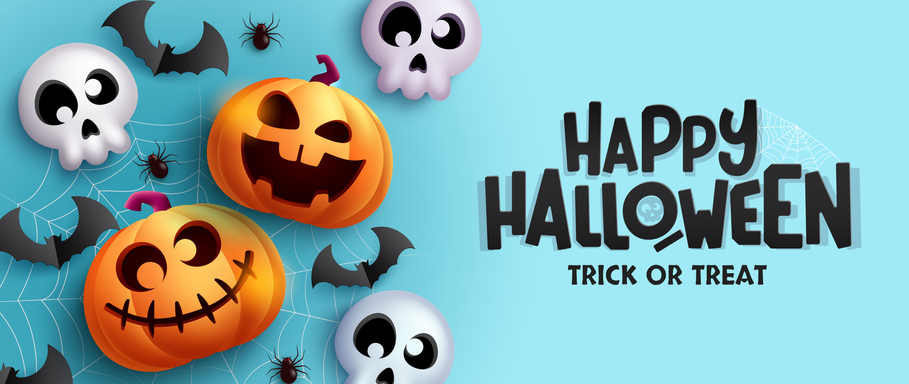 HAPPY
HALLOWEEN
TRICK OR TREAT